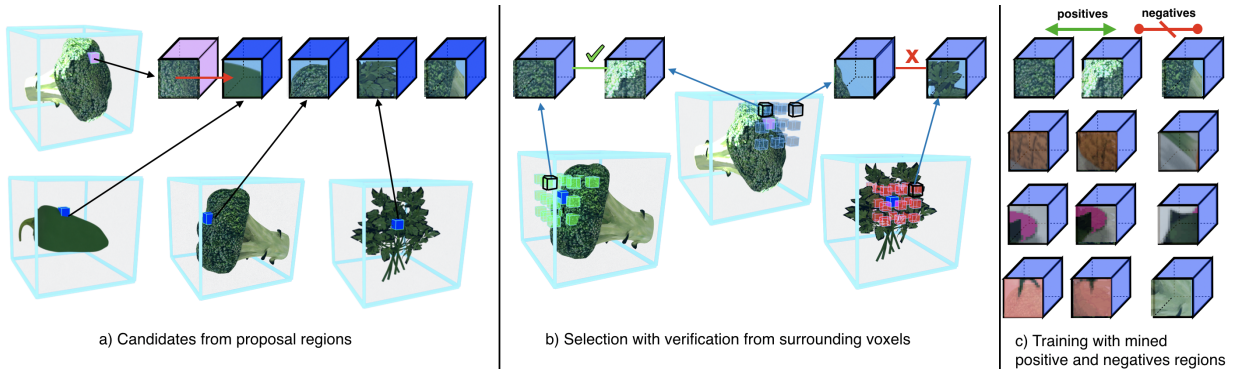 positives
negatives
X
a) Candidates from proposal regions
b) Selection with verification from surrounding voxels
c) Training with mined
positive and negatives regions